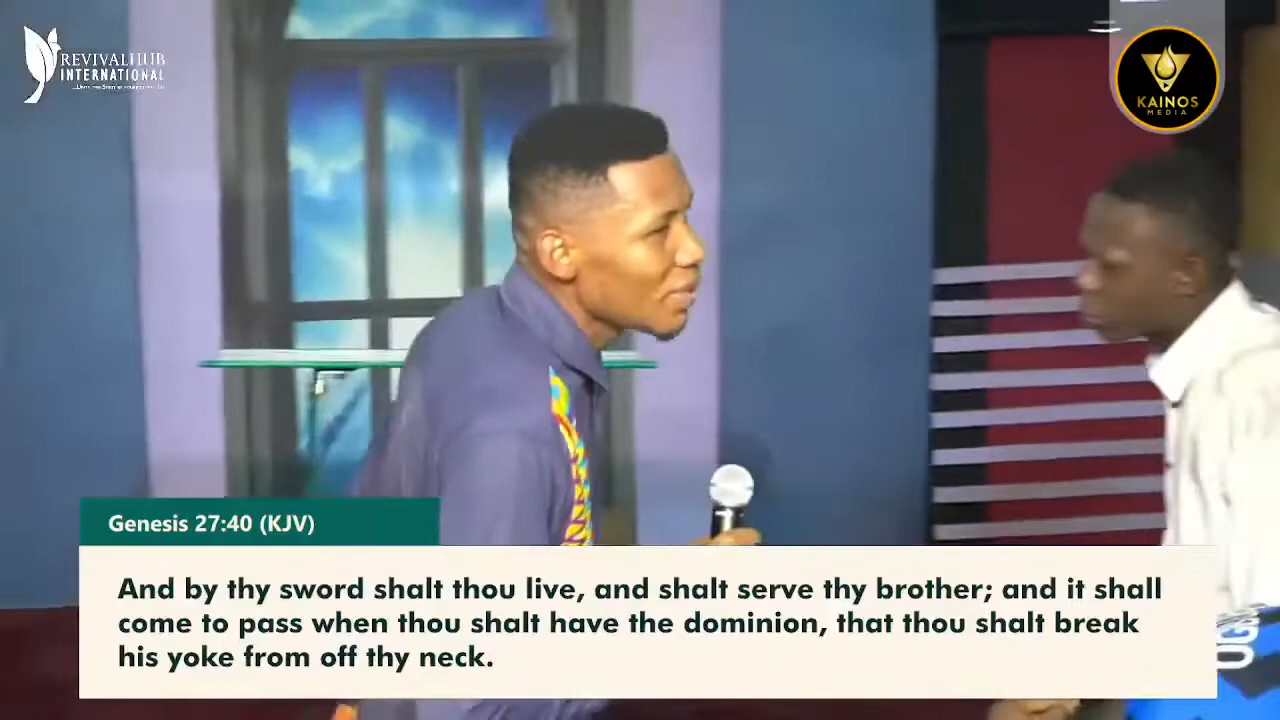 REVIVALHUB
INTERNATIONAL
KAINOS
MEDIA
Genesis 27:40 (KJV)
And by thy sword shalt thou live, and shalt serve thy brother; and it shall
come to pass when thou shalt have the dominion, that thou shalt break
his yoke from off thy neck.